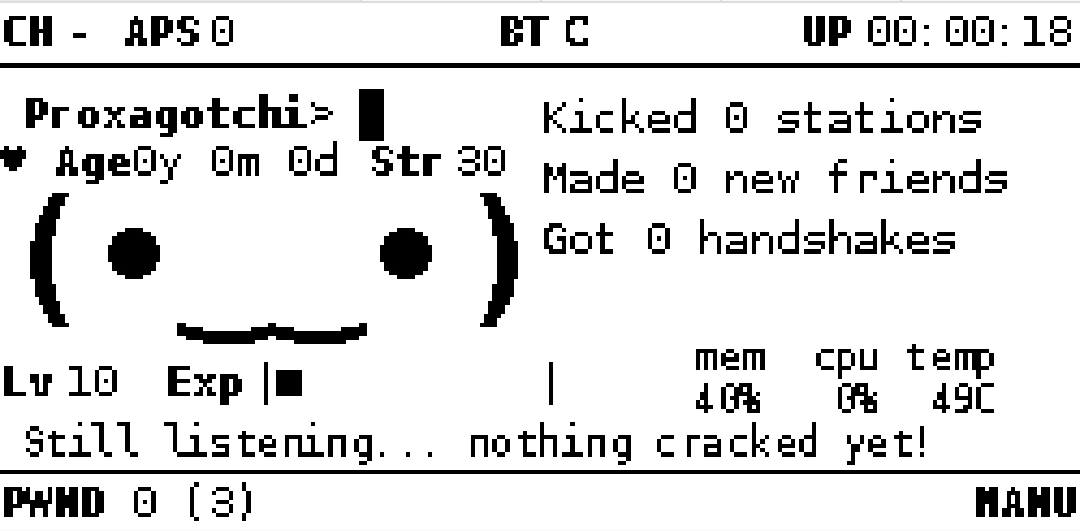 CH - APS 0 BT C UP 00:00:18
Proxagotchi> █
Kicked 0 stations
♥ Age0y 0m 0d Str 30
Made 0 new friends
Got 0 handshakes
mem cpu temp
Lv 10 Exp |■ |
40% 0% 49C
Still listening... nothing cracked yet!
PWND 0 (3) MANU